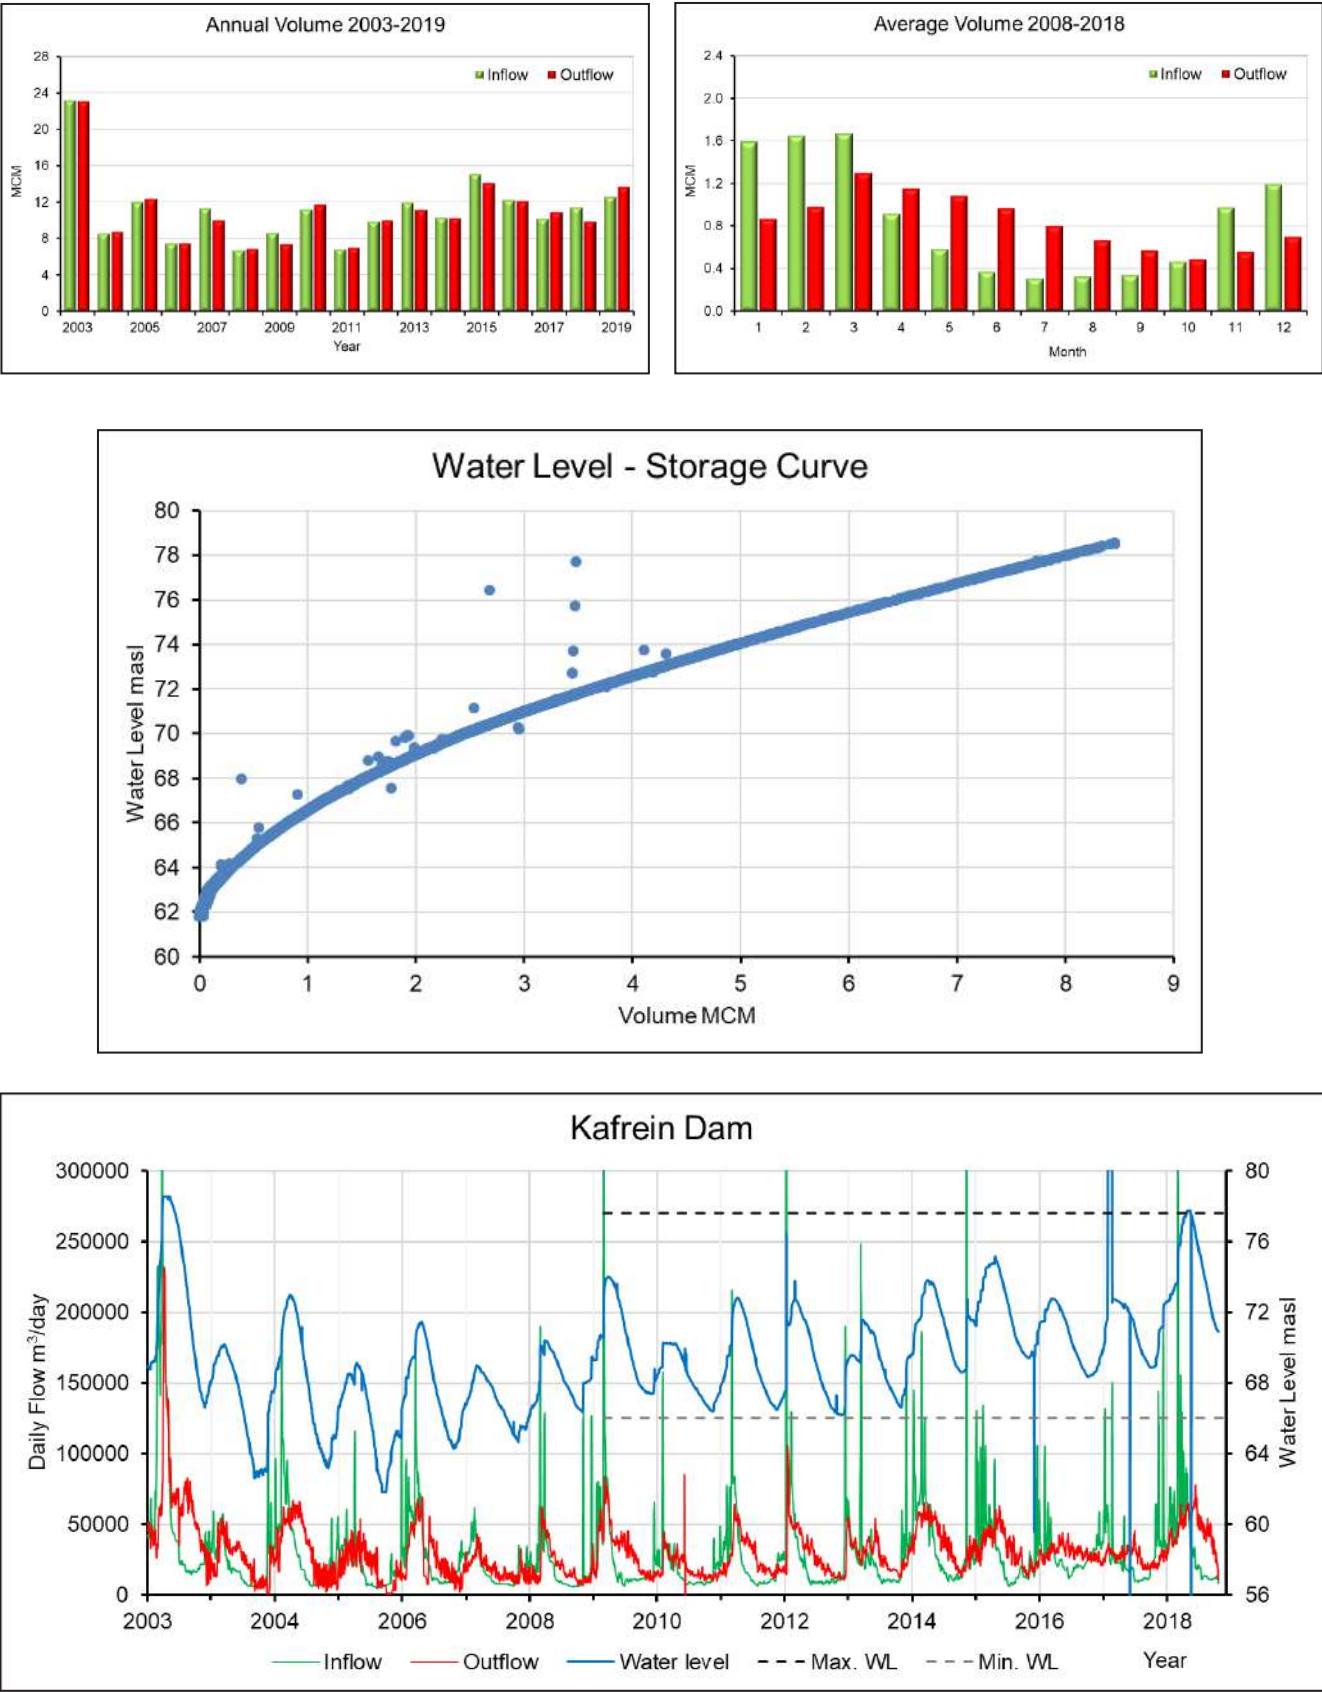 Annual Volume 2003-2019
Inflow Outflow
MCM
28
24
20
16
12
8
4
0
2003 2005 2007 2009 2011 2013 2015 2017 2019
Year
Average Volume 2008-2018
Inflow Outflow
MCM
2.4
2.0
1.6
1.2
0.8
0.4
0.0
1 2 3 4 5 6 7 8 9 10 11 12
Month
Water Level - Storage Curve
Water Level masl
80
78
76
74
72
70
68
66
64
62
60
0 1 2 3 4 5 6 7 8 9
Volume MCM
Kafrein Dam
Daily Flow m³/day
300000
250000
200000
150000
100000
50000
0
80
76
72
68
64
60
56
Water Level masl
2003 2004 2006 2008 2010 2012 2014 2016 2018
Inflow Outflow Water level Max. WL Min. WL Year